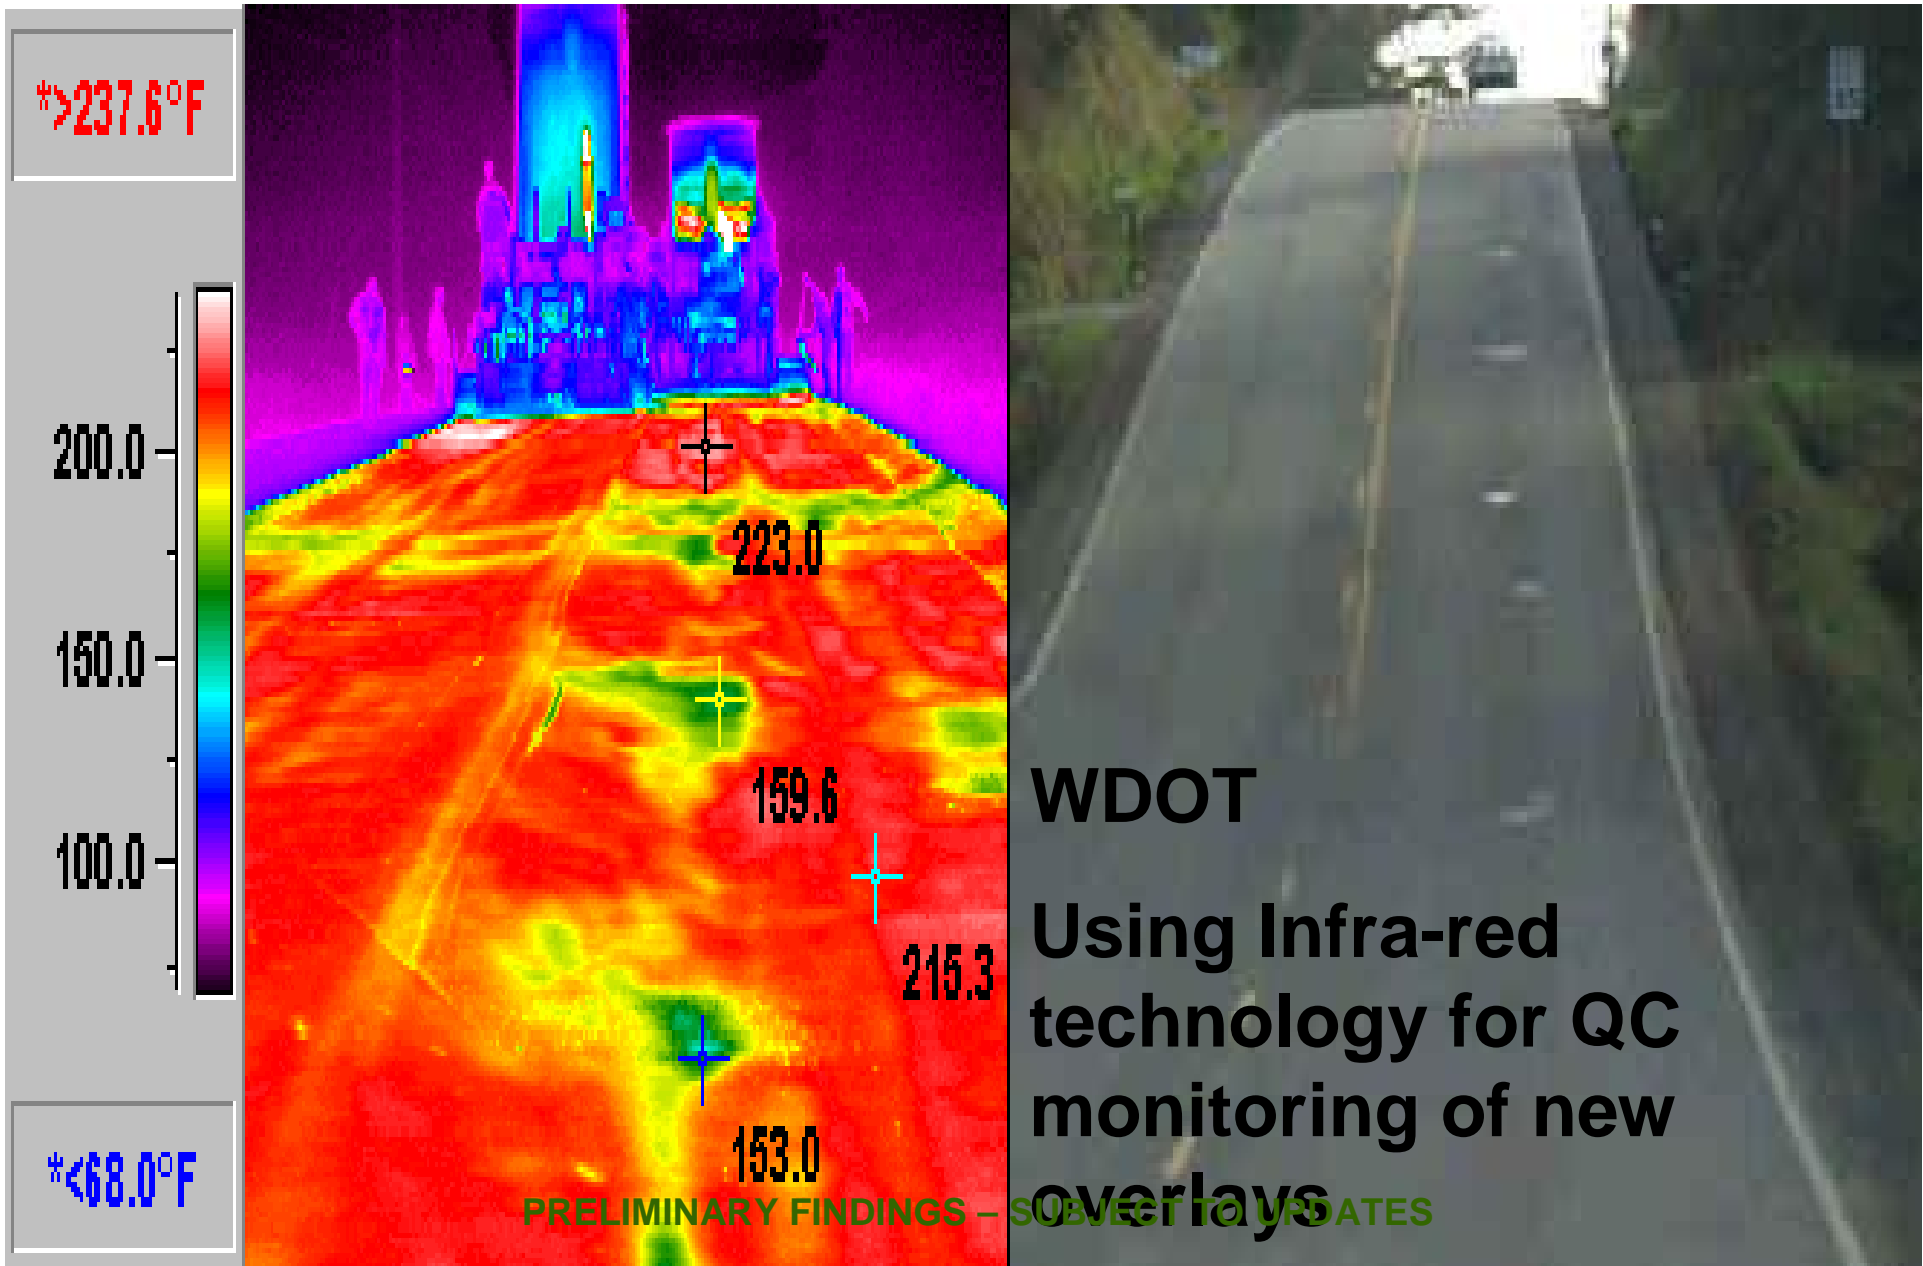 *>237.6°F
200.0
150.0
100.0
*<68.0°F
223.0
159.6
215.3
153.0
WDOT
Using Infra-red
technology for QC
monitoring of new
overlays
PRELIMINARY FINDINGS – SUBJECT TO UPDATES